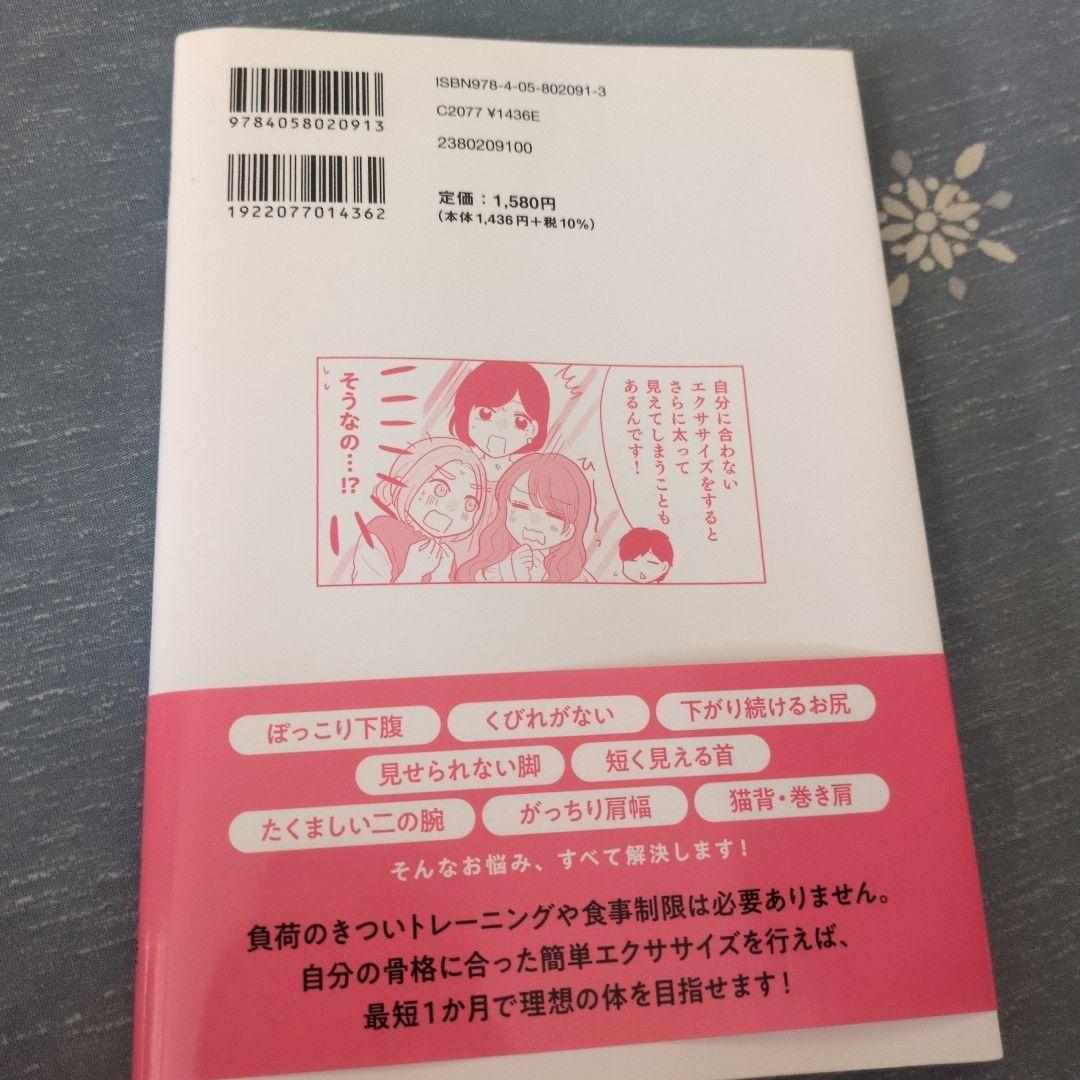 ISBN978-4-05-802091-3
C2077 ¥1436E
2380209100
9784058020913
1922077014362
定価：1,580円
（本体1,436円＋税10%）
自分に合わない
エクササイズをすると
さらに太って
見えてしまうことも
あるんです！
ひぃ
そうなの…!?
ぽっこり下腹
くびれがない
下がり続けるお尻
見せられない脚
短く見える首
たくましい二の腕
がっちり肩幅
猫背・巻き肩
そんなお悩み、すべて解決します！
負荷のきついトレーニングや食事制限は必要ありません。
自分の骨格に合った簡単エクササイズを行えば、
最短1か月で理想の体を目指せます！